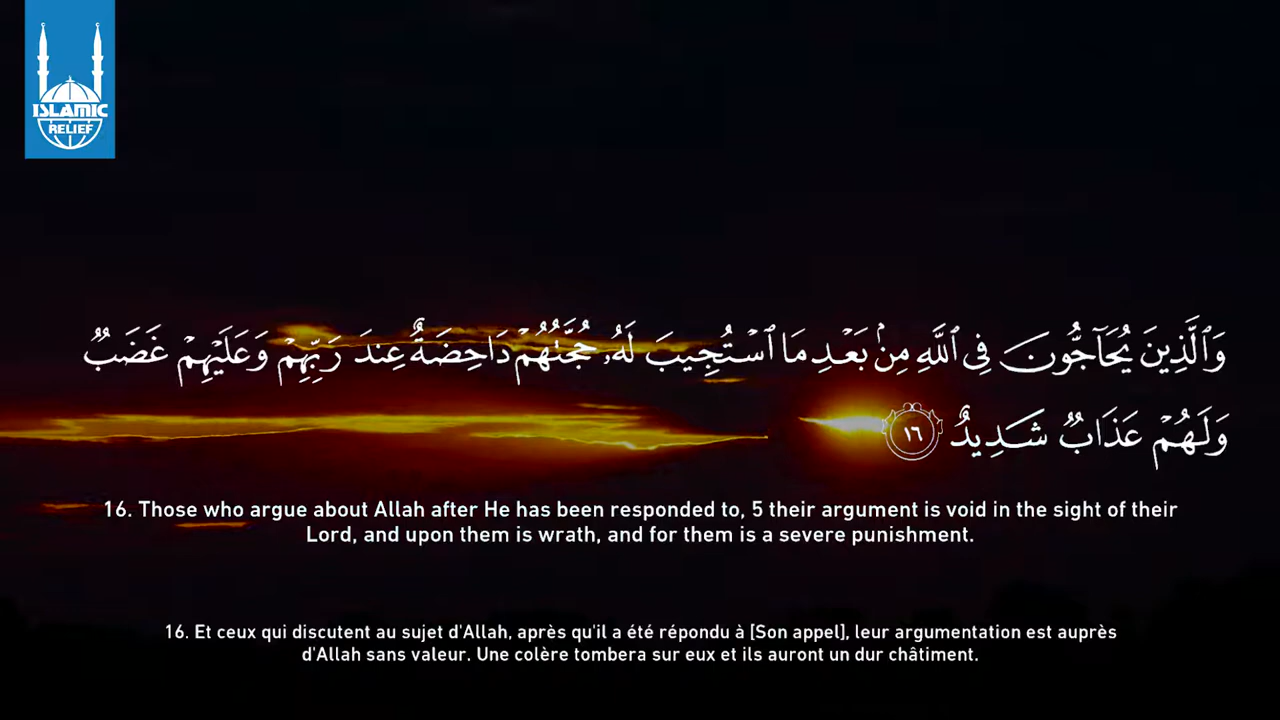 ISLAMIC
RELIEF
وَٱلَّذِينَ يُحَآجُّونَ فِى ٱللَّهِ مِنۢ بَعْدِ مَا ٱسْتُجِيبَ لَهُۥ حُجَّتُهُمْ دَاحِضَةٌ عِندَ رَبِّهِمْ وَعَلَيْهِمْ غَضَبٌ
وَلَهُمْ عَذَابٌ شَدِيدٌ ١٦
16. Those who argue about Allah after He has been responded to, 5 their argument is void in the sight of their
Lord, and upon them is wrath, and for them is a severe punishment.
16. Et ceux qui discutent au sujet d'Allah, après qu'il a été répondu à [Son appel], leur argumentation est auprès
d'Allah sans valeur. Une colère tombera sur eux et ils auront un dur châtiment.